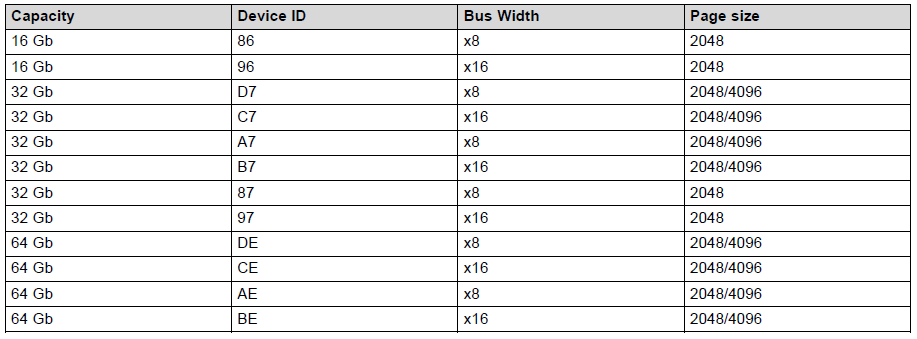 Capacity Device ID Bus Width Page size
16 Gb 86 x8 2048
16 Gb 96 x16 2048
32 Gb D7 x8 2048/4096
32 Gb C7 x16 2048/4096
32 Gb A7 x8 2048/4096
32 Gb B7 x16 2048/4096
32 Gb 87 x8 2048
32 Gb 97 x16 2048
64 Gb DE x8 2048/4096
64 Gb CE x16 2048/4096
64 Gb AE x8 2048/4096
64 Gb BE x16 2048/4096